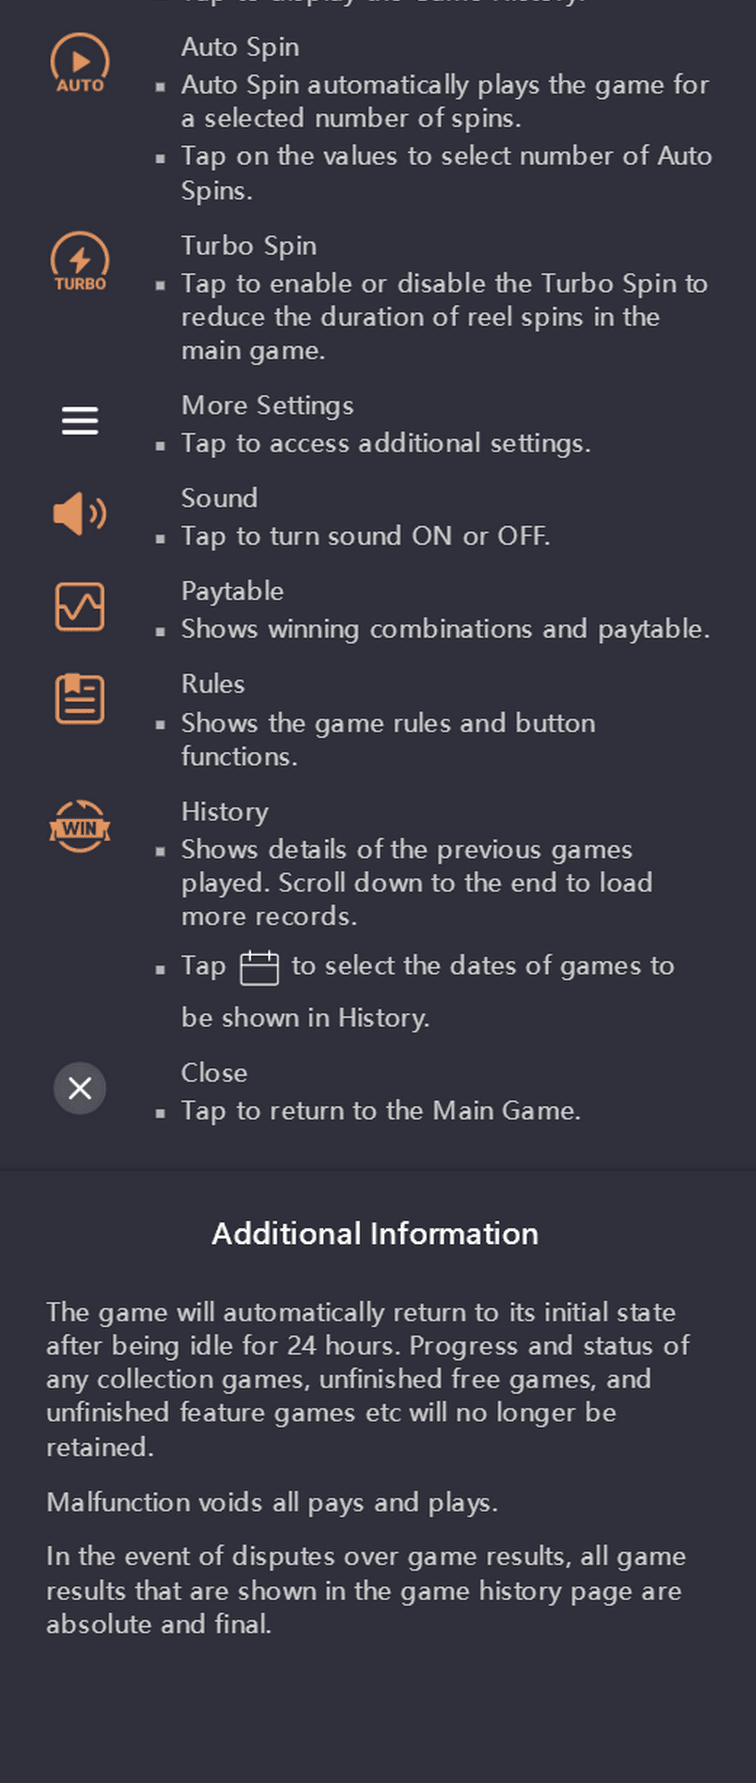 Tap to display the Game History.
Auto Spin
AUTO
▪ Auto Spin automatically plays the game for
a selected number of spins.
▪ Tap on the values to select number of Auto
Spins.
Turbo Spin
TURBO
▪ Tap to enable or disable the Turbo Spin to
reduce the duration of reel spins in the
main game.
More Settings
▪ Tap to access additional settings.
Sound
▪ Tap to turn sound ON or OFF.
Paytable
▪ Shows winning combinations and paytable.
Rules
▪ Shows the game rules and button
functions.
History
WIN
▪ Shows details of the previous games
played. Scroll down to the end to load
more records.
▪ Tap to select the dates of games to
be shown in History.
Close
▪ Tap to return to the Main Game.
Additional Information
The game will automatically return to its initial state
after being idle for 24 hours. Progress and status of
any collection games, unfinished free games, and
unfinished feature games etc will no longer be
retained.
Malfunction voids all pays and plays.
In the event of disputes over game results, all game
results that are shown in the game history page are
absolute and final.